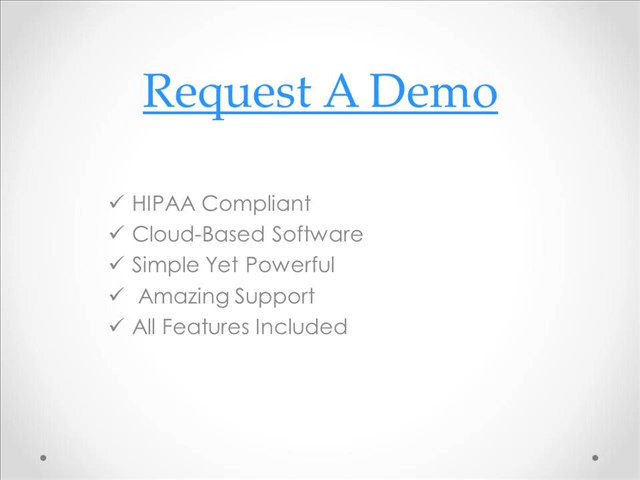 Request A Demo
✓ HIPAA Compliant
✓ Cloud-Based Software
✓ Simple Yet Powerful
✓ Amazing Support
✓ All Features Included